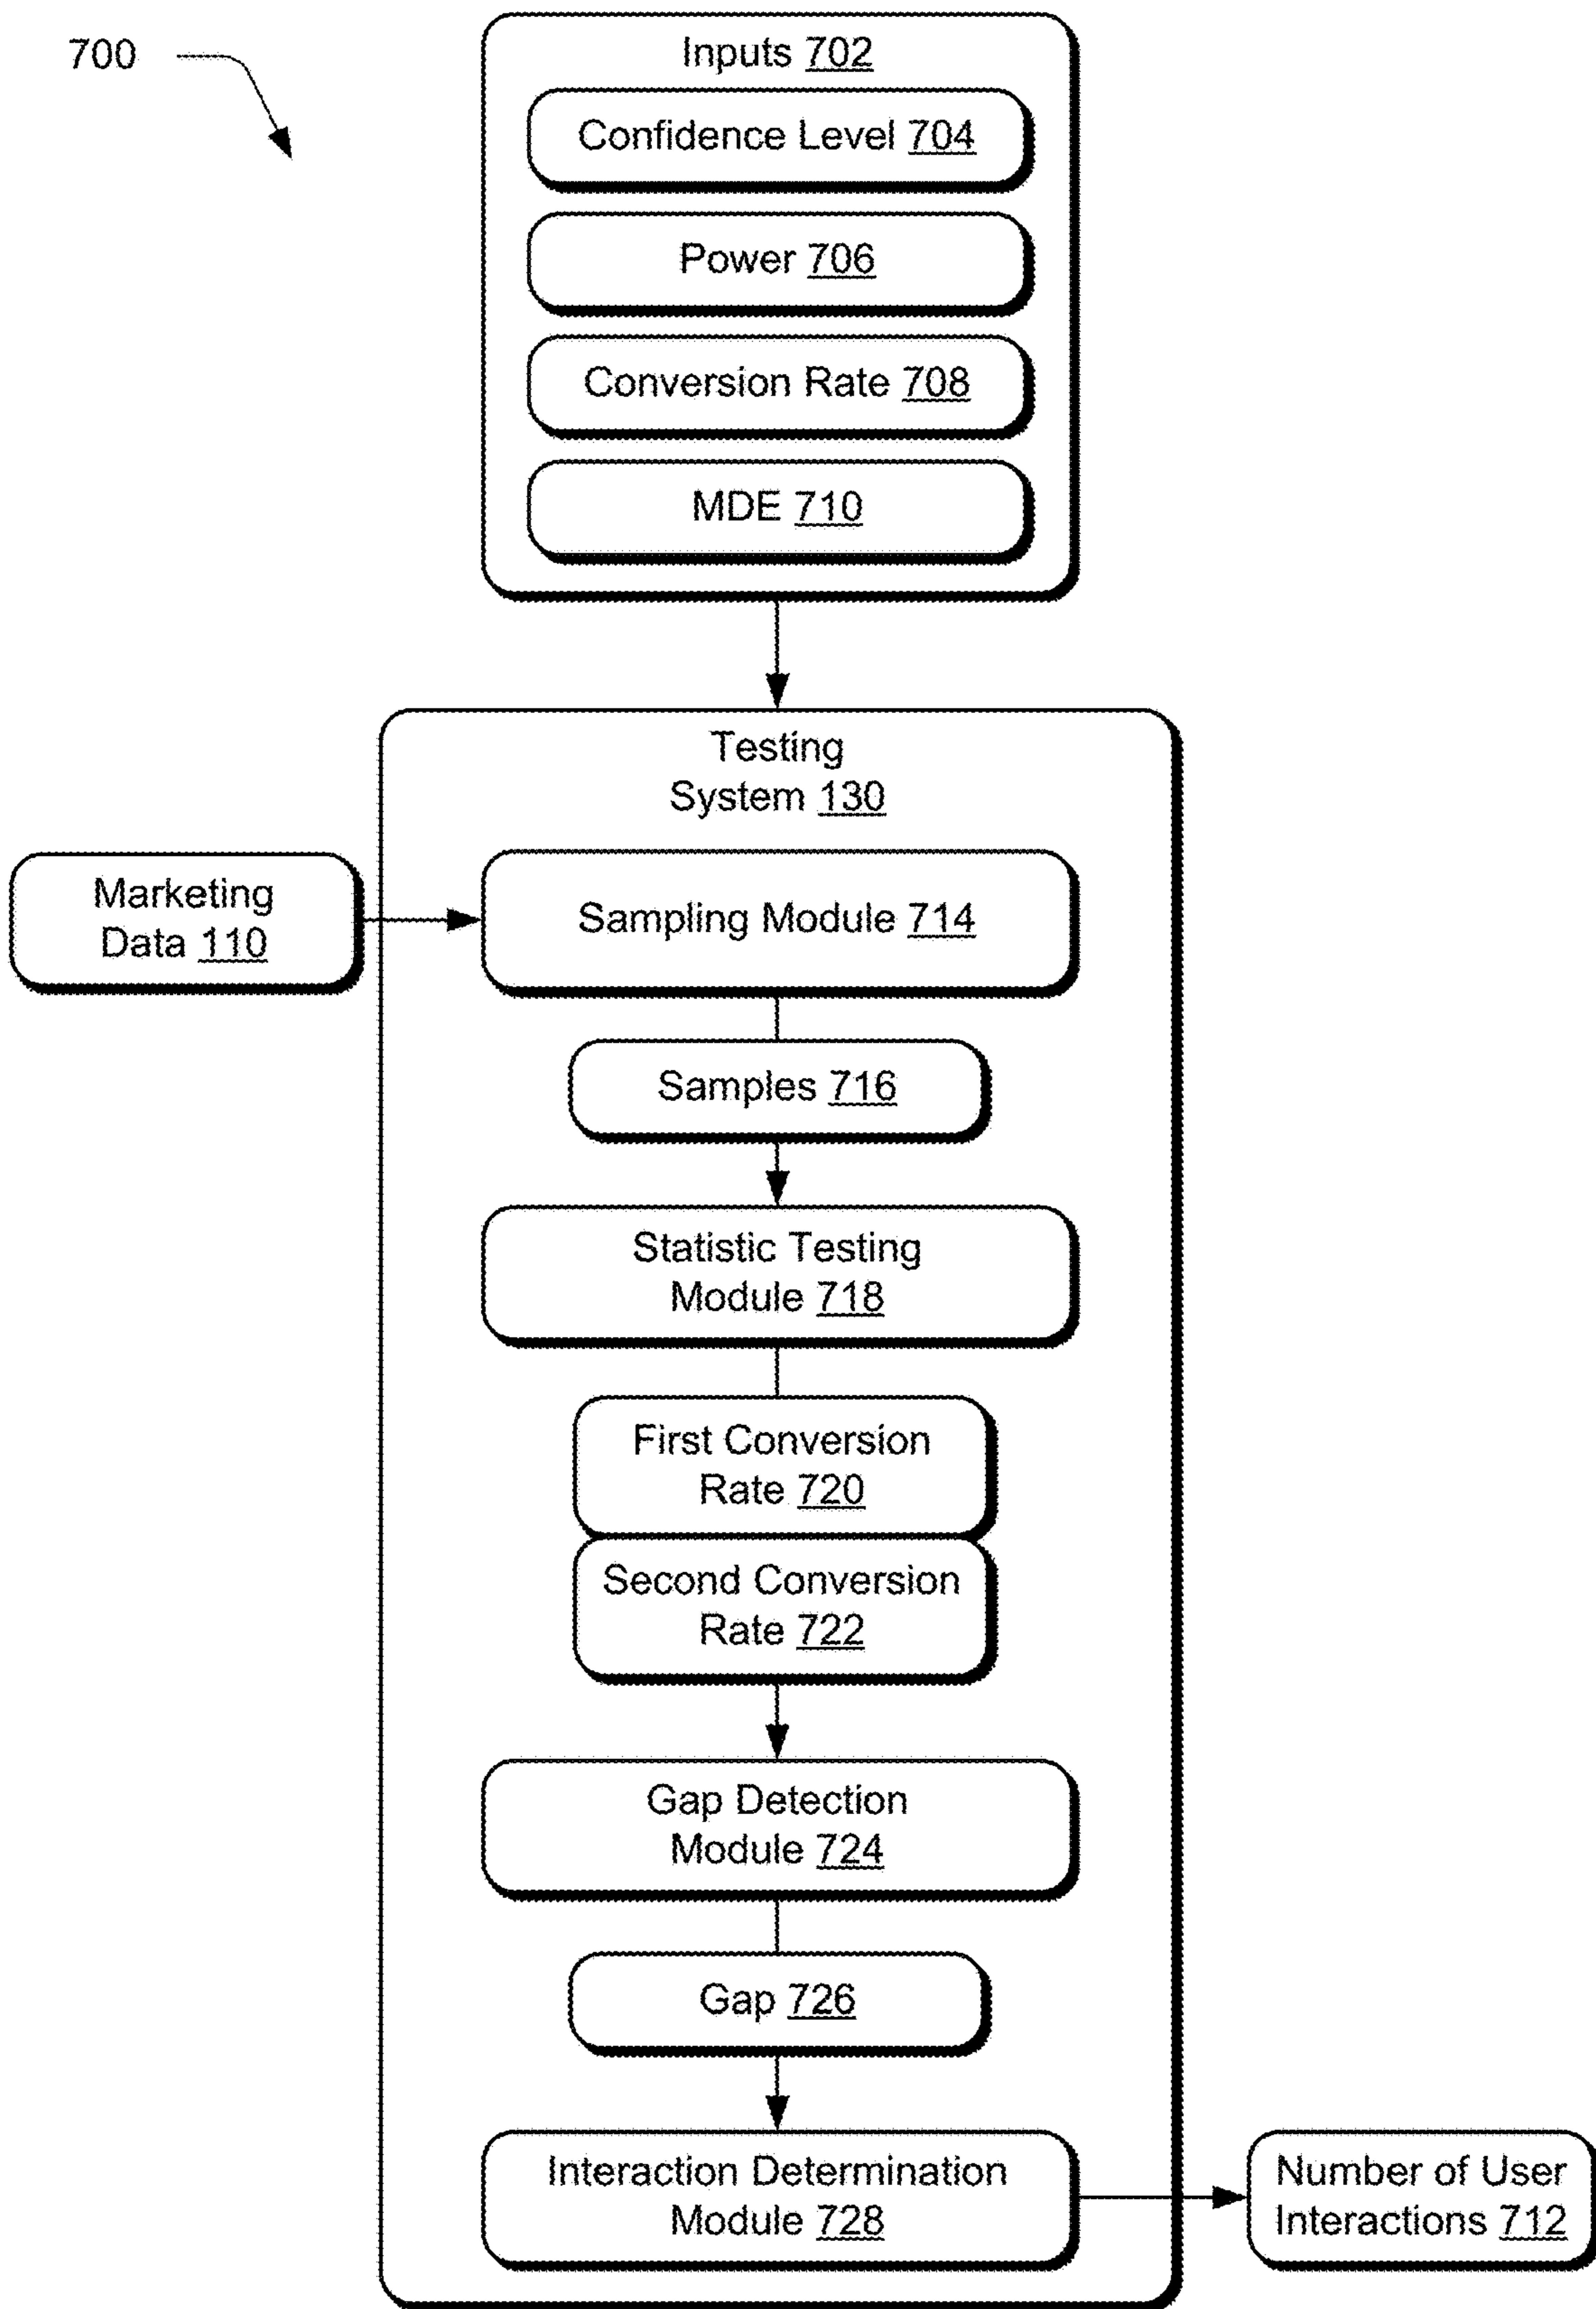 700
Inputs 702
Confidence Level 704
Power 706
Conversion Rate 708
MDE 710
Testing
System 130
Marketing
Data 110
Sampling Module 714
Samples 716
Statistic Testing
Module 718
First Conversion
Rate 720
Second Conversion
Rate 722
Gap Detection
Module 724
Gap 726
Interaction Determination
Module 728
Number of User
Interactions 712